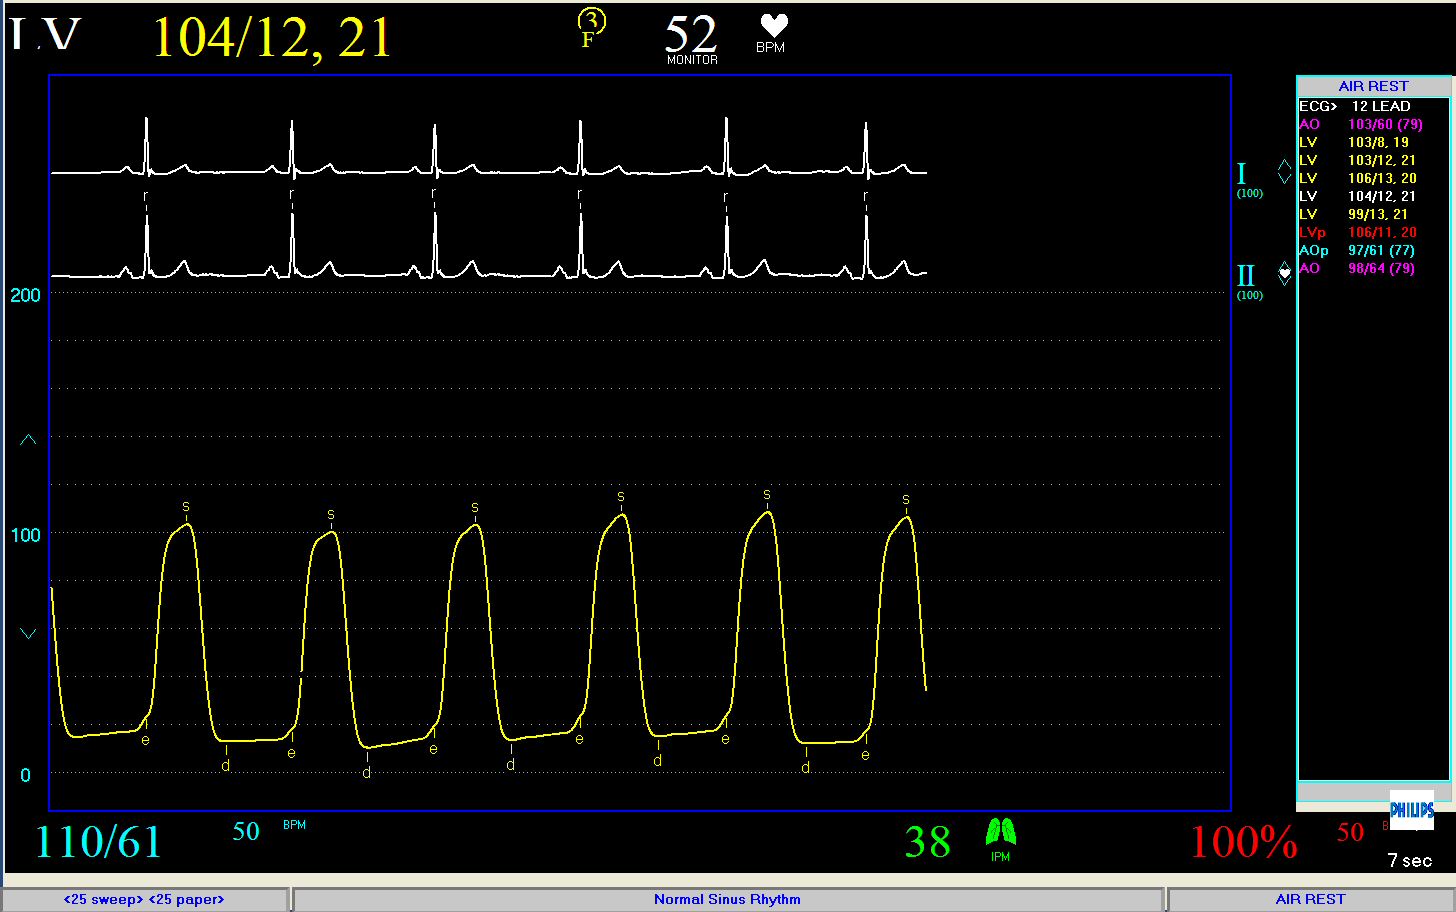 LV 104/12, 21 3 F 52 MONITOR BPM
AIR REST
ECG> 12 LEAD
AO 103/60 (79)
LV 103/8, 19
LV 103/12, 21
LV 106/13, 20
LV 104/12, 21
LV 99/13, 21
LVp 106/11, 20
AOp 97/61 (77)
AO 98/64 (79)
I
(100)
r r r r r r
II
(100)
200
s s s s s s
100
e e e e e e
d d d d d
0
110/61 50 BPM 38 IPM 100% 50 B
PHILIPS
7 sec
<25 sweep> <25 paper> Normal Sinus Rhythm AIR REST